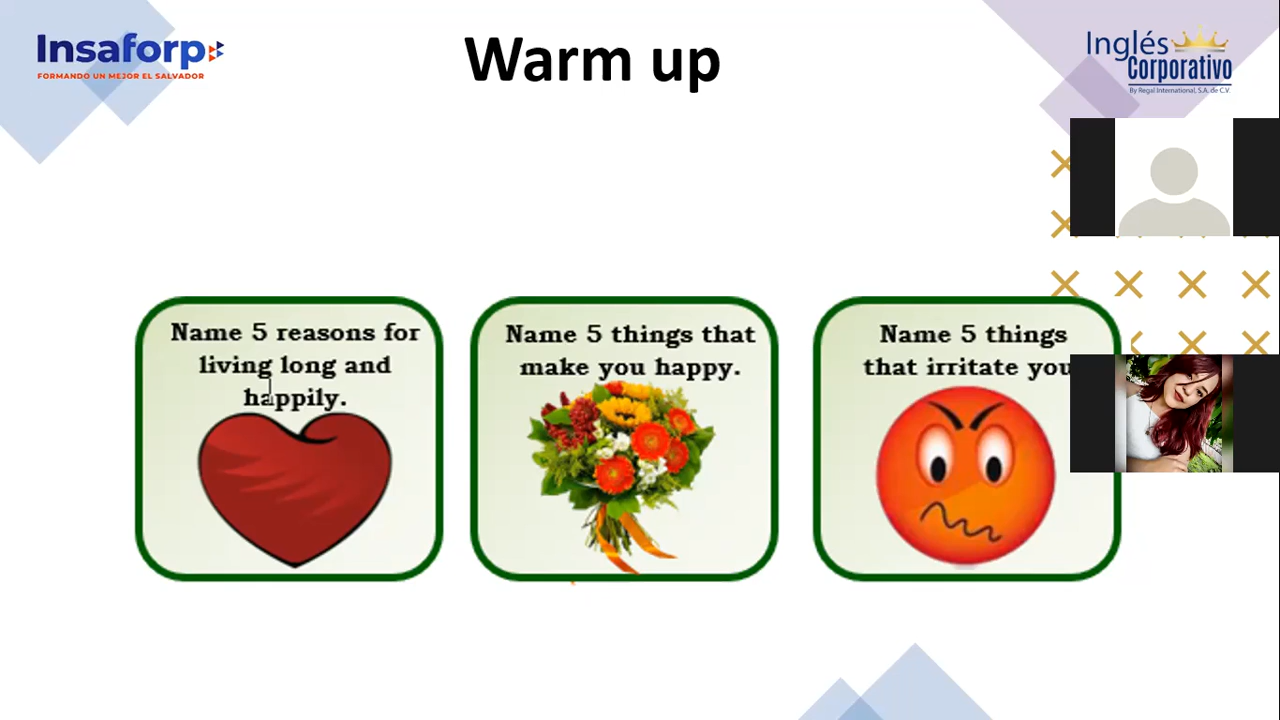 Insaforp
FORMANDO UN MEJOR EL SALVADOR
Warm up
Inglés
Corporativo
By Regal International, S.A. de C.V.
Name 5 reasons for
living long and
happily.
Name 5 things that
make you happy.
Name 5 things
that irritate you